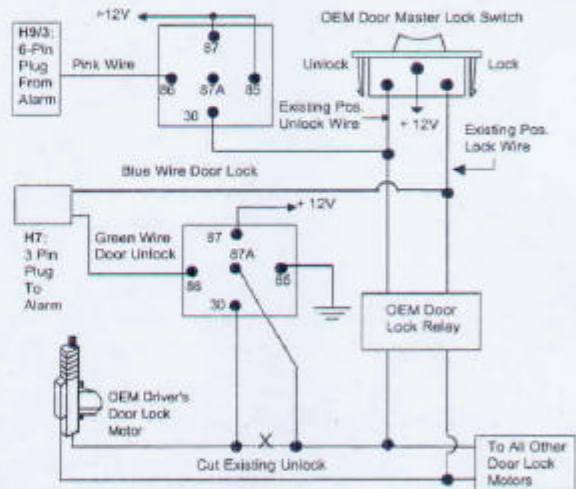 +12V
OEM Door Master Lock Switch
H9/3:
6-Pin
Plug
From
Alarm
Pink Wire
87
86
87A
85
30
Unlock
Lock
Existing Pos.
Unlock Wire
+ 12V
Existing Pos.
Lock Wire
Blue Wire Door Lock
H7:
3 Pin
Plug
To
Alarm
Green Wire
Door Unlock
+ 12V
87
87A
86
85
30
OEM Door
Lock Relay
OEM Driver's
Door Lock
Motor
X
Cut Existing Unlock
To All Other
Door Lock
Motors